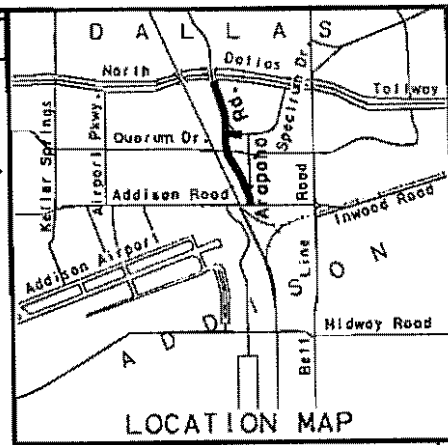 D A L L A S
North Dallas Tollway
Keller Springs
Airport Pkwy.
Quorum Dr.
Arapaho Rd.
Spectrum Dr
Addison Road
Inwood Road
Addison Airport
Belt Line Road
Midway Road
A D D I S O N
LOCATION MAP